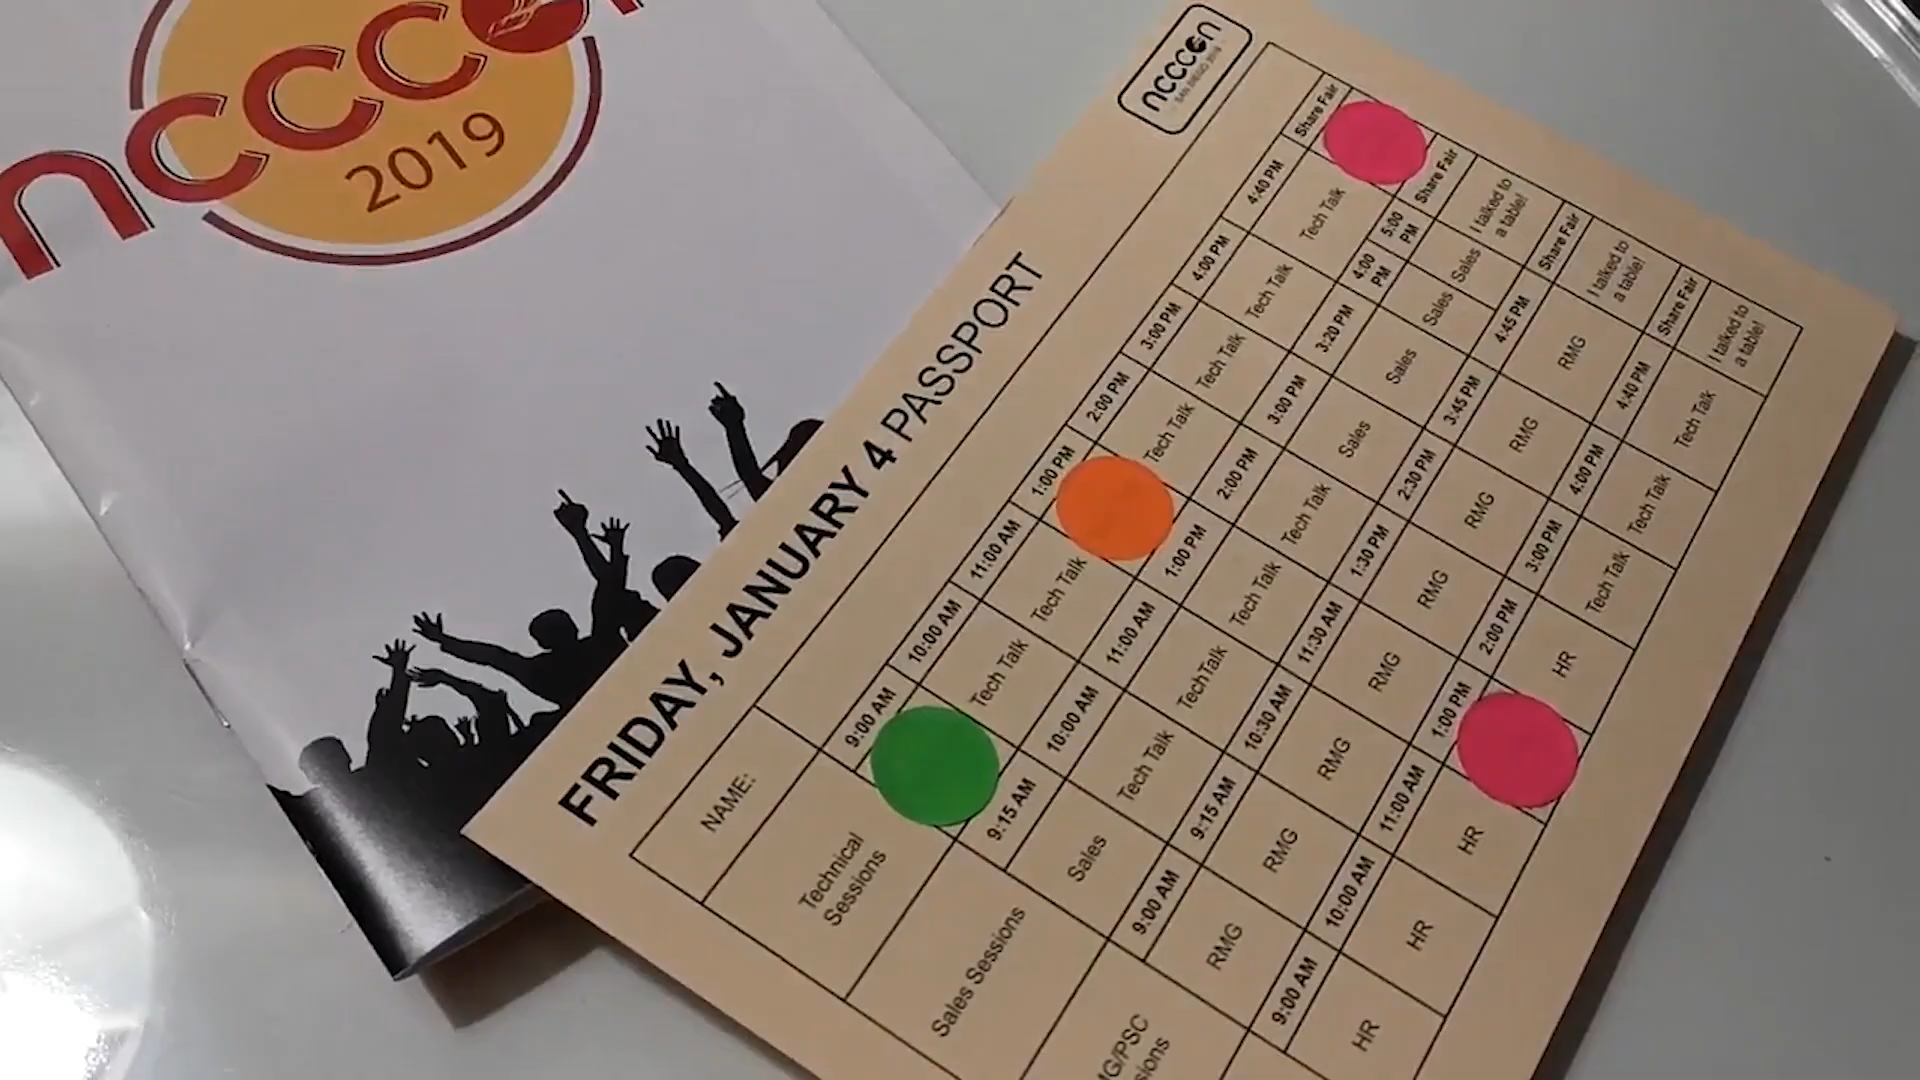 ncccon
2019
ncccon
SAN DIEGO 2019
FRIDAY, JANUARY 4 PASSPORT
NAME:
9:00 AM 10:00 AM 11:00 AM 1:00 PM 2:00 PM 3:00 PM 4:00 PM 4:40 PM Share Fair
Technical
Sessions
Tech Talk Tech Talk Tech Talk Tech Talk Tech Talk Tech Talk
9:15 AM 10:00 AM 11:00 AM 1:00 PM 2:00 PM 3:00 PM 3:20 PM 4:00 PM 5:00 PM Share Fair
Sales Sessions
Sales Tech Talk TechTalk Tech Talk Tech Talk Sales Sales Sales Sales I talked to a table!
9:00 AM 9:15 AM 10:30 AM 11:30 AM 1:30 PM 2:30 PM 3:45 PM 4:45 PM Share Fair
RMG RMG RMG RMG RMG RMG RMG RMG I talked to a table!
9:00 AM 10:00 AM 11:00 AM 1:00 PM 2:00 PM 3:00 PM 4:00 PM 4:40 PM Share Fair
HR HR HR HR Tech Talk Tech Talk Tech Talk I talked to a table!